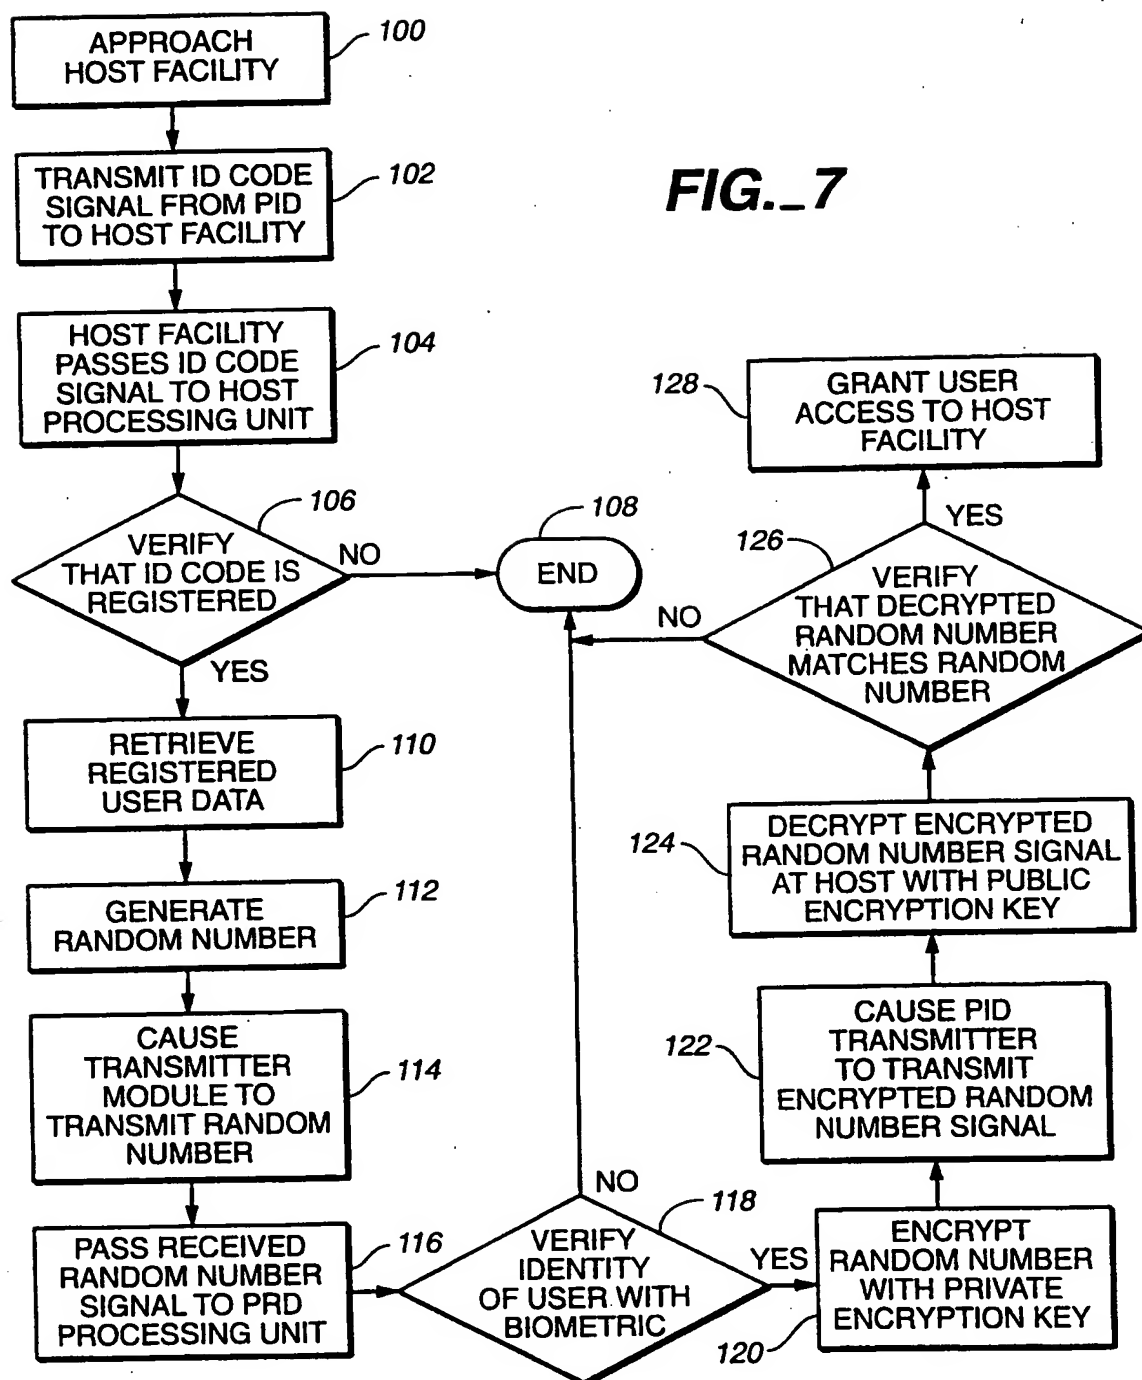 APPROACH
HOST FACILITY
100
TRANSMIT ID CODE
SIGNAL FROM PID
TO HOST FACILITY
102
FIG._7
HOST FACILITY
PASSES ID CODE
SIGNAL TO HOST
PROCESSING UNIT
104
VERIFY
THAT ID CODE IS
REGISTERED
106
NO
YES
END
108
RETRIEVE
REGISTERED
USER DATA
110
GENERATE
RANDOM NUMBER
112
CAUSE
TRANSMITTER
MODULE TO
TRANSMIT RANDOM
NUMBER
114
PASS RECEIVED
RANDOM NUMBER
SIGNAL TO PRD
PROCESSING UNIT
116
VERIFY
IDENTITY
OF USER WITH
BIOMETRIC
118
NO
YES
ENCRYPT
RANDOM NUMBER
WITH PRIVATE
ENCRYPTION KEY
120
CAUSE PID
TRANSMITTER
TO TRANSMIT
ENCRYPTED RANDOM
NUMBER SIGNAL
122
DECRYPT ENCRYPTED
RANDOM NUMBER SIGNAL
AT HOST WITH PUBLIC
ENCRYPTION KEY
124
VERIFY
THAT DECRYPTED
RANDOM NUMBER
MATCHES RANDOM
NUMBER
126
NO
YES
GRANT USER
ACCESS TO HOST
FACILITY
128